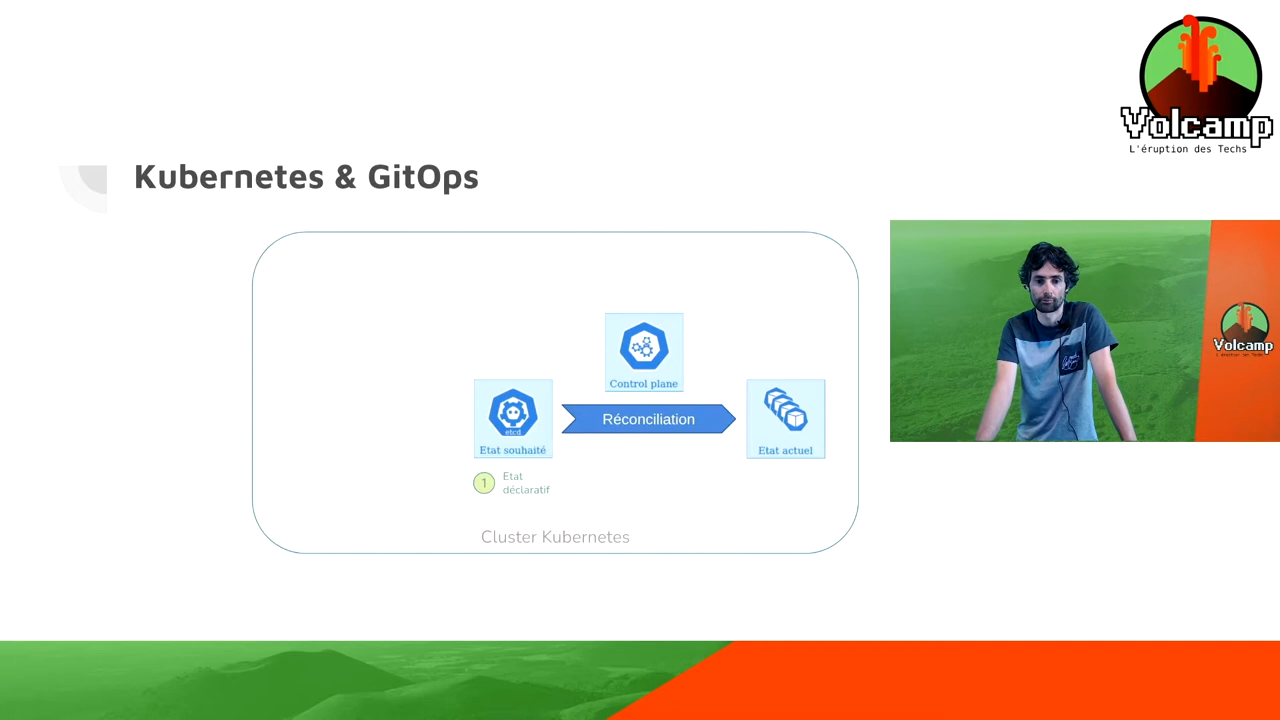 Volcamp
L'éruption des Techs
Kubernetes & GitOps
Control plane
etcd
Etat souhaité
Réconciliation
Etat actuel
1
Etat
déclaratif
Cluster Kubernetes
Volcamp